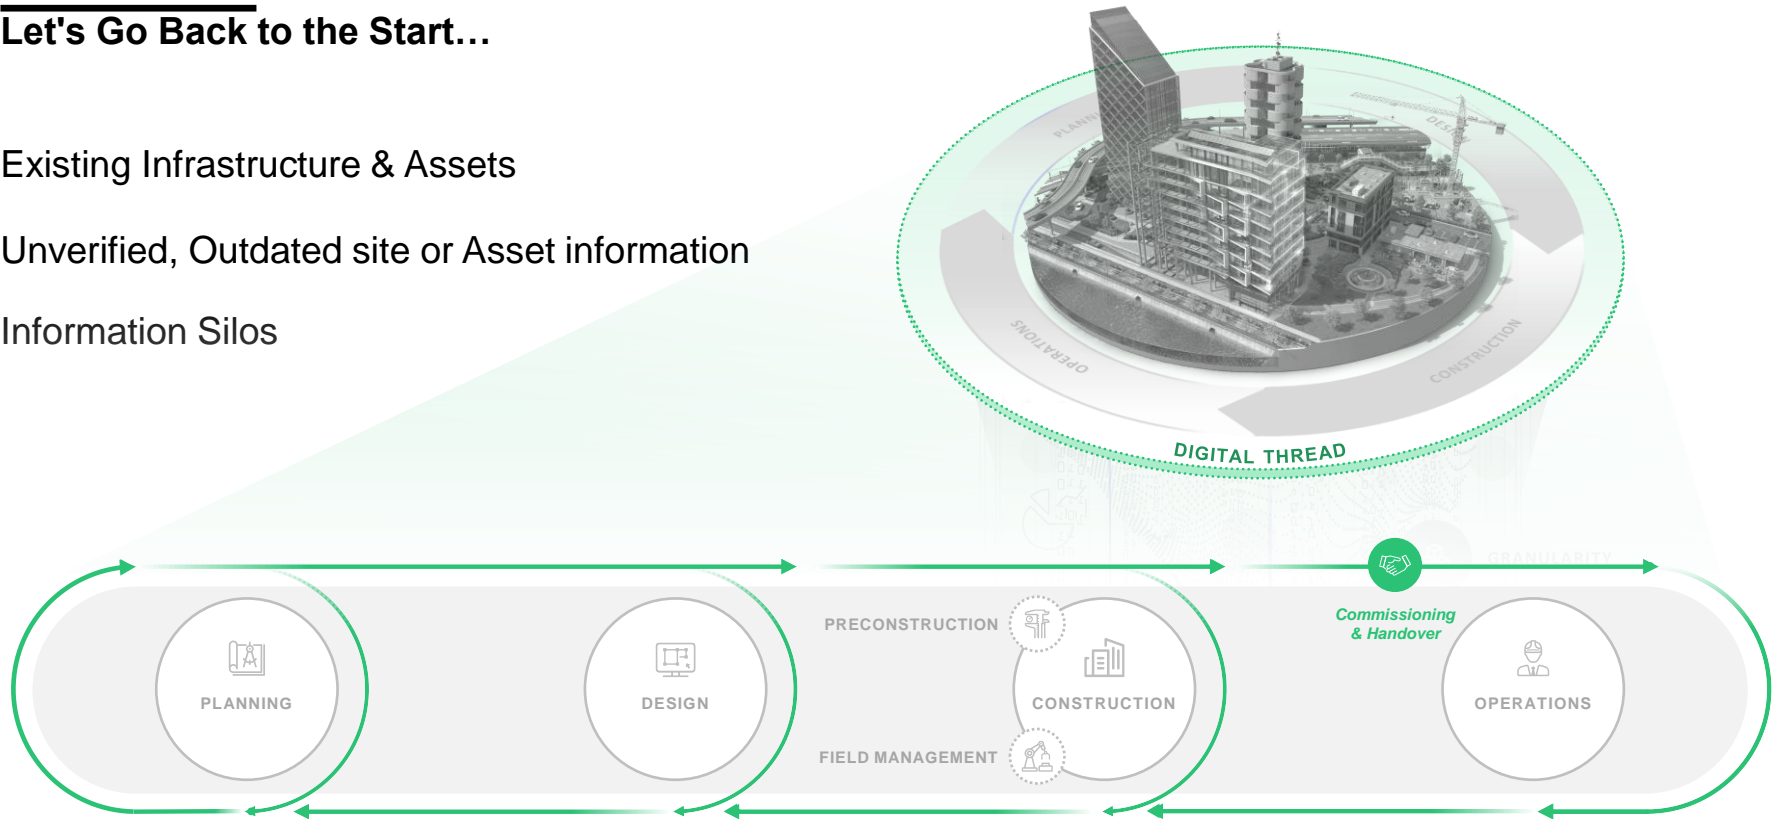 Let's Go Back to the Start…
Existing Infrastructure & Assets
Unverified, Outdated site or Asset information
Information Silos
OPERATIONS
CONSTRUCTION
DIGITAL THREAD
GRANULARITY
Commissioning
& Handover
PRECONSTRUCTION
PLANNING
DESIGN
CONSTRUCTION
OPERATIONS
FIELD MANAGEMENT